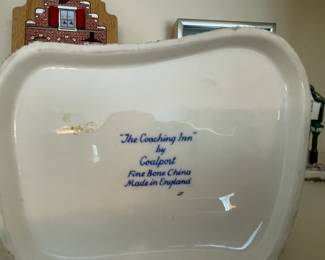 "The Coaching Inn"
by
Coalport
Fine Bone China
Made in England